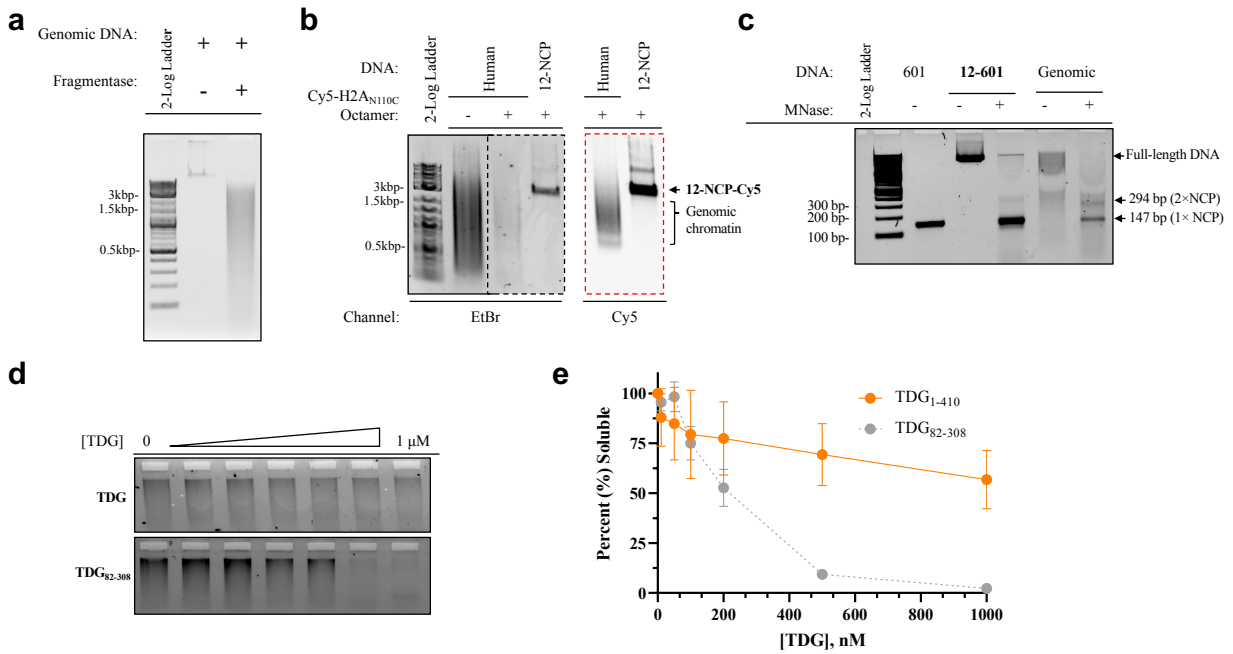 a
Genomic DNA: + +
Fragmentase: - +
2-Log Ladder
3kbp-
1.5kbp-
0.5kbp-
b
DNA: Human 12-NCP Human 12-NCP
2-Log Ladder
Cy5-H2AN110C
Octamer: - + + + +
3kbp-
1.5kbp-
0.5kbp-
12-NCP-Cy5
Genomic
chromatin
Channel: EtBr Cy5
c
2-Log Ladder
DNA: 601 12-601 Genomic
MNase: - - + - +
Full-length DNA
300 bp-
200 bp-
100 bp-
294 bp (2×NCP)
147 bp (1× NCP)
d
[TDG] 0 1 μM
TDG
TDG82-308
e
TDG1-410
TDG82-308
Percent (%) Soluble
100
75
50
25
0
0 200 400 600 800 1000
[TDG], nM